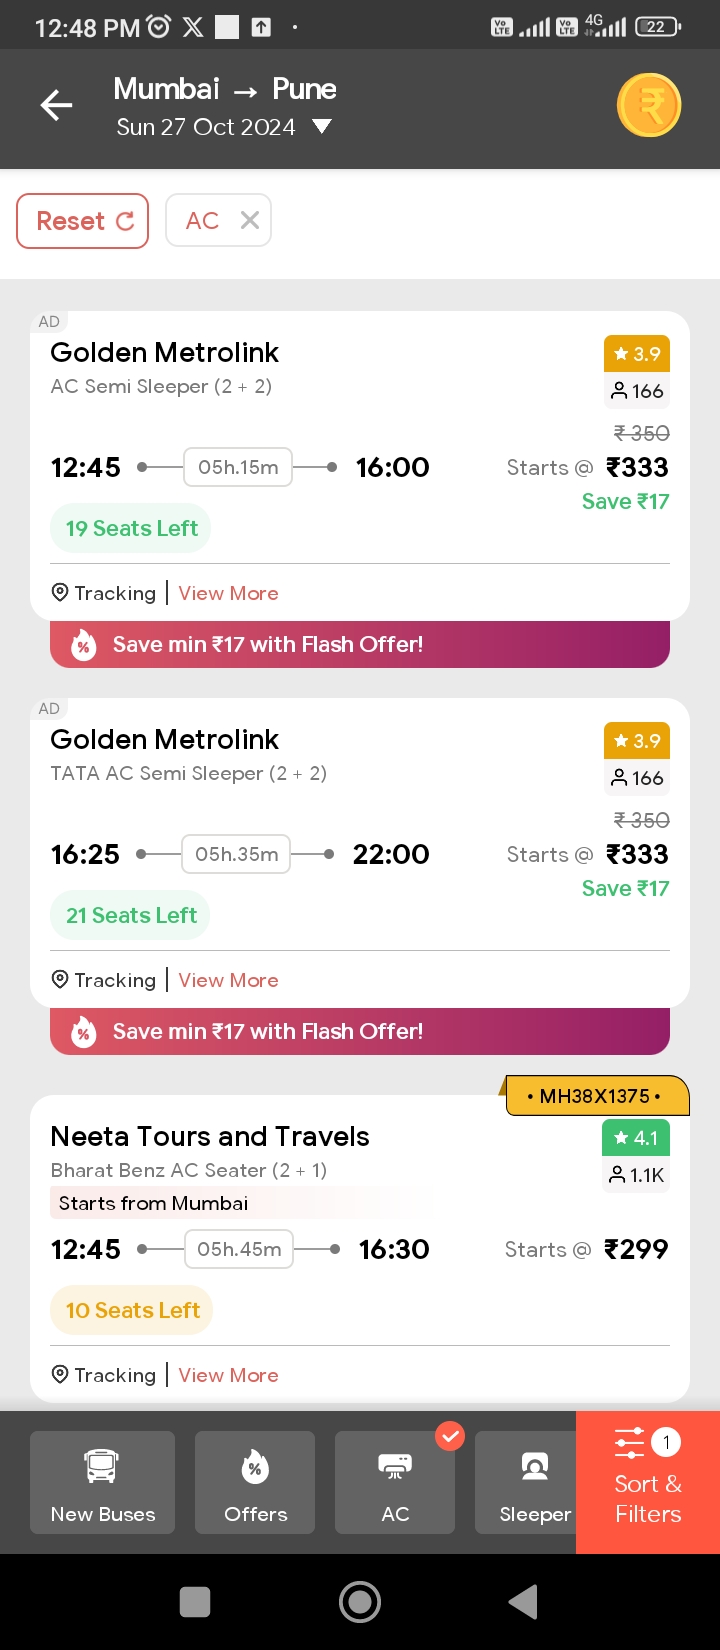 12:48 PM
Vo LTE Vo LTE 4G 22
Mumbai → Pune
Sun 27 Oct 2024 ▼
₹
Reset
AC ×
AD
Golden Metrolink
★ 3.9
AC Semi Sleeper (2 + 2)
166
₹ 350
12:45 05h.15m 16:00 Starts @ ₹333
Save ₹17
19 Seats Left
Tracking | View More
% Save min ₹17 with Flash Offer!
AD
Golden Metrolink
★ 3.9
TATA AC Semi Sleeper (2 + 2)
166
₹ 350
16:25 05h.35m 22:00 Starts @ ₹333
Save ₹17
21 Seats Left
Tracking | View More
% Save min ₹17 with Flash Offer!
• MH38X1375 •
Neeta Tours and Travels
★ 4.1
Bharat Benz AC Seater (2 + 1)
1.1K
Starts from Mumbai
12:45 05h.45m 16:30 Starts @ ₹299
10 Seats Left
Tracking | View More
1
New Buses
% Offers
AC
Sleeper
Sort &
Filters